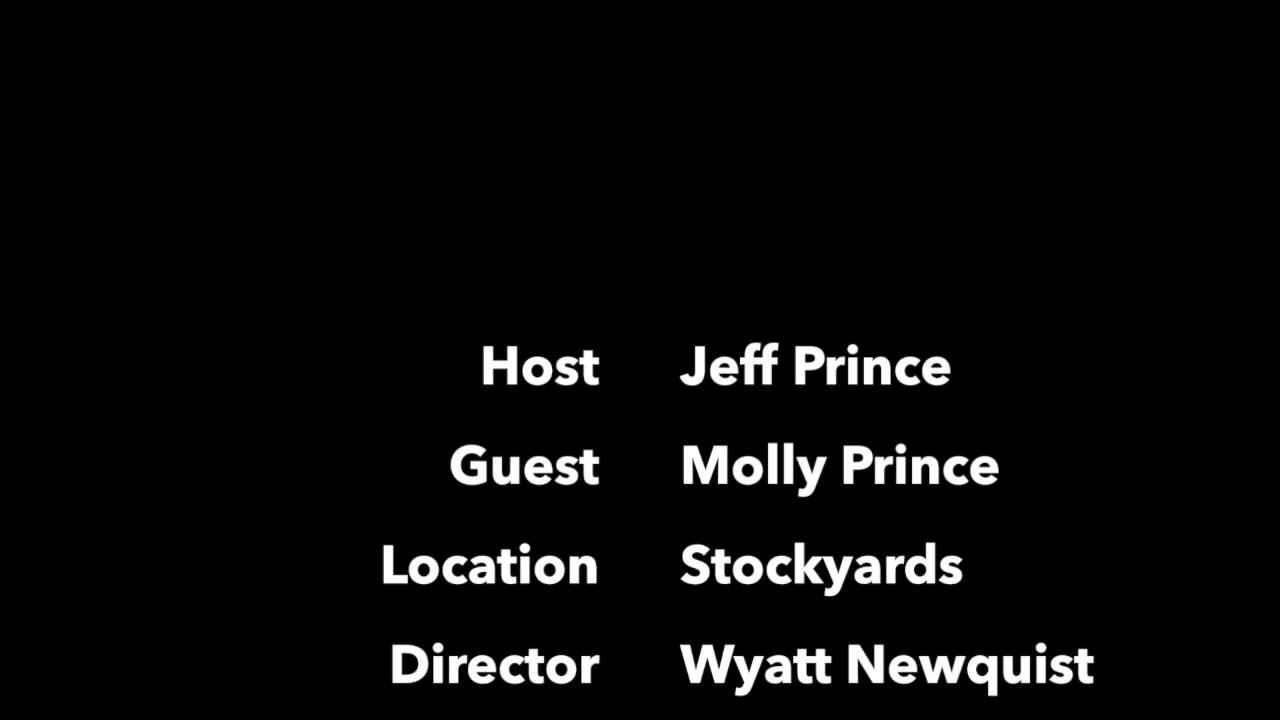 Host Jeff Prince
Guest Molly Prince
Location Stockyards
Director Wyatt Newquist